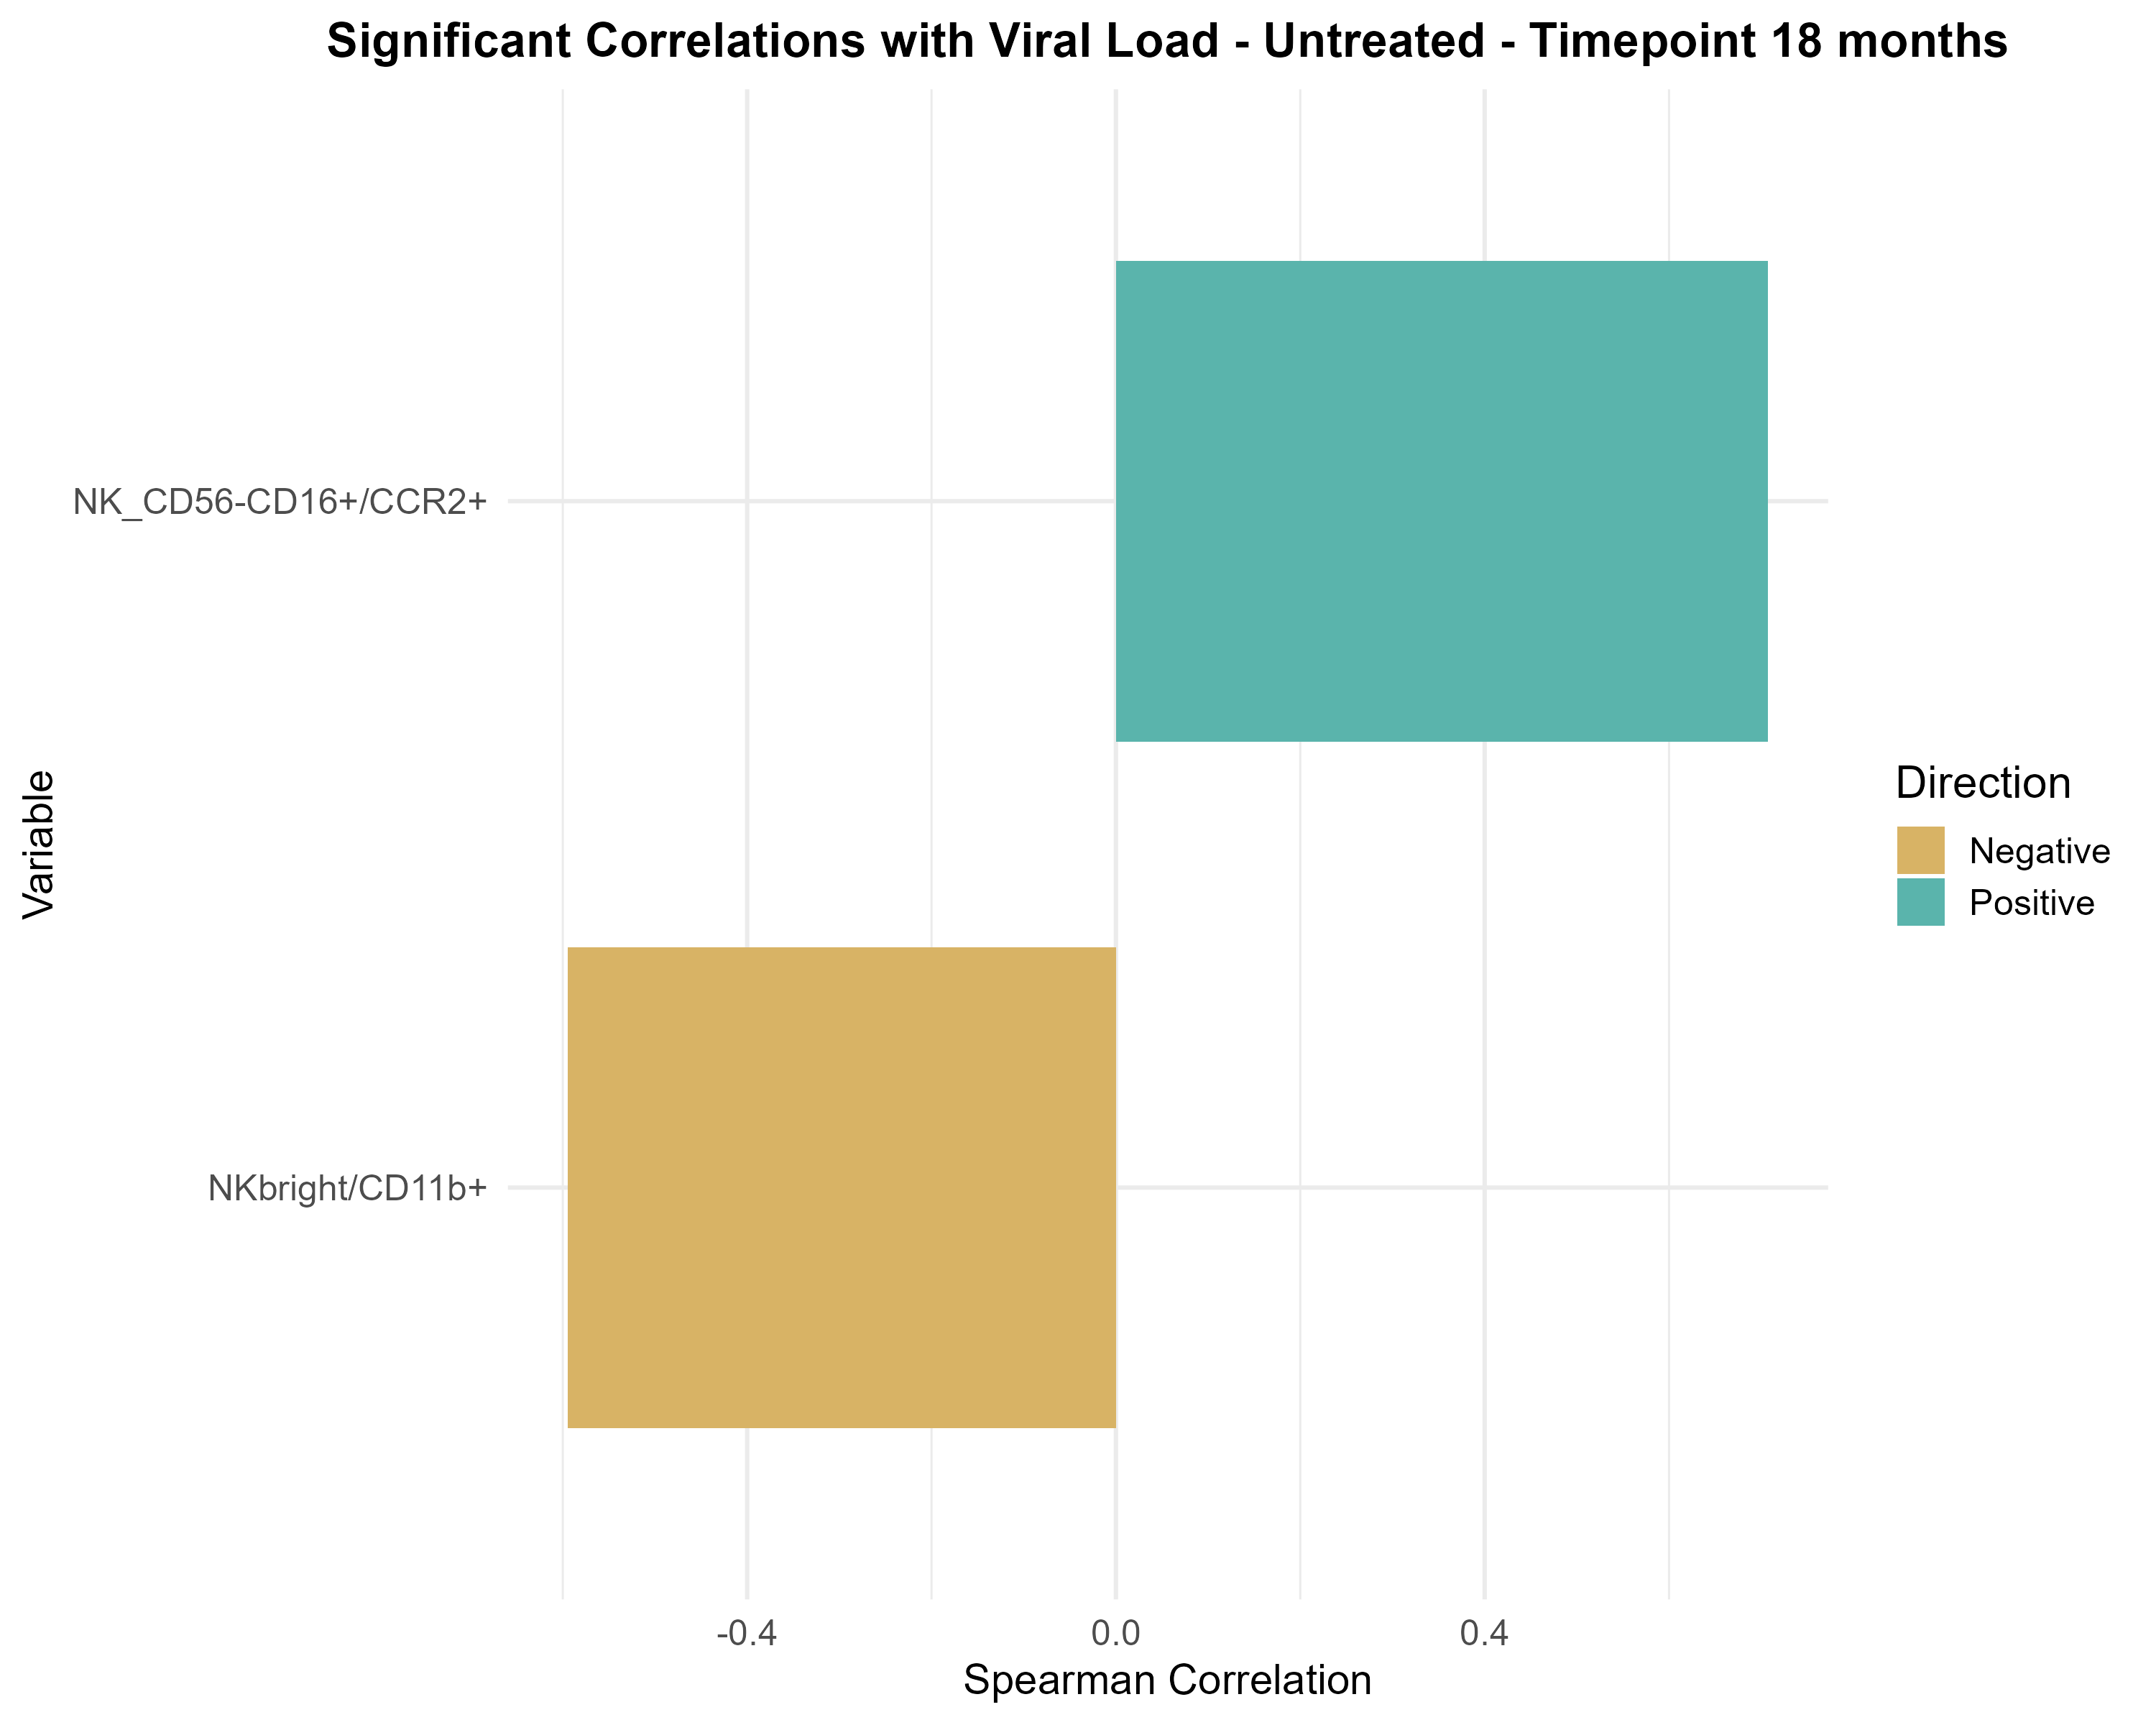 Significant Correlations with Viral Load - Untreated - Timepoint 18 months
NK_CD56-CD16+/CCR2+
NKbright/CD11b+
Variable
-0.4
0.0
0.4
Spearman Correlation
Direction
Negative
Positive